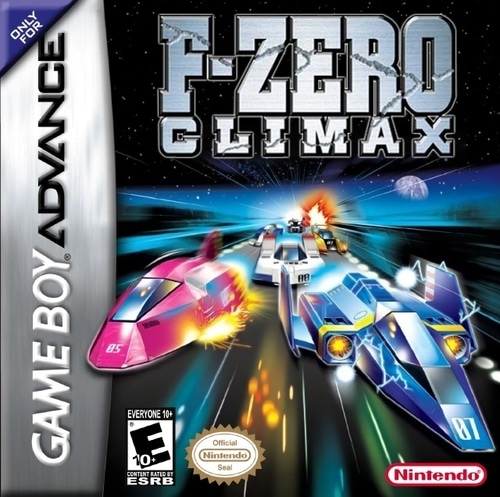 ONLY
FOR
GAME BOY ADVANCE
F-ZERO
CLIMAX
05
07
EVERYONE 10+
E
10+
CONTENT RATED BY
ESRB
Official
Nintendo
Seal
Nintendo